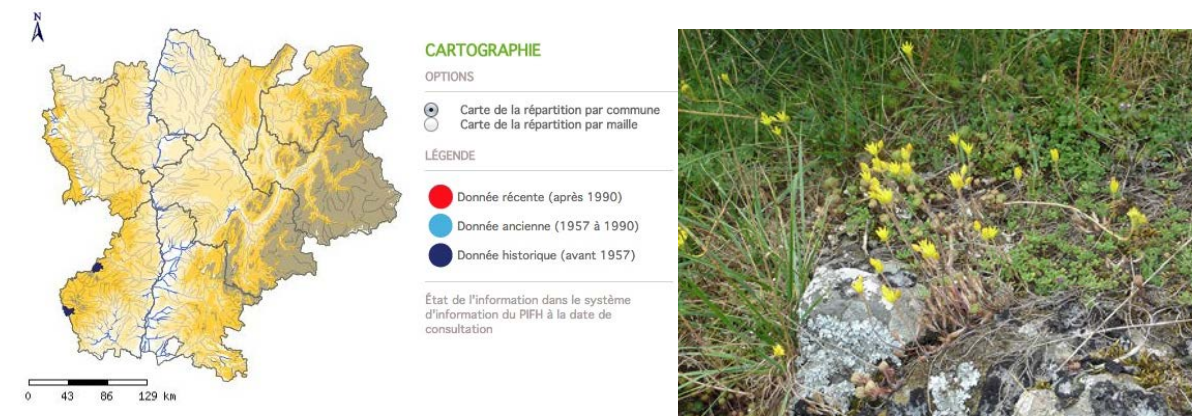 N
CARTOGRAPHIE
OPTIONS
Carte de la répartition par commune
Carte de la répartition par maille
LÉGENDE
Donnée récente (après 1990)
Donnée ancienne (1957 à 1990)
Donnée historique (avant 1957)
État de l'information dans le système
d'information du PIFH à la date de
consultation
0 43 86 129 km